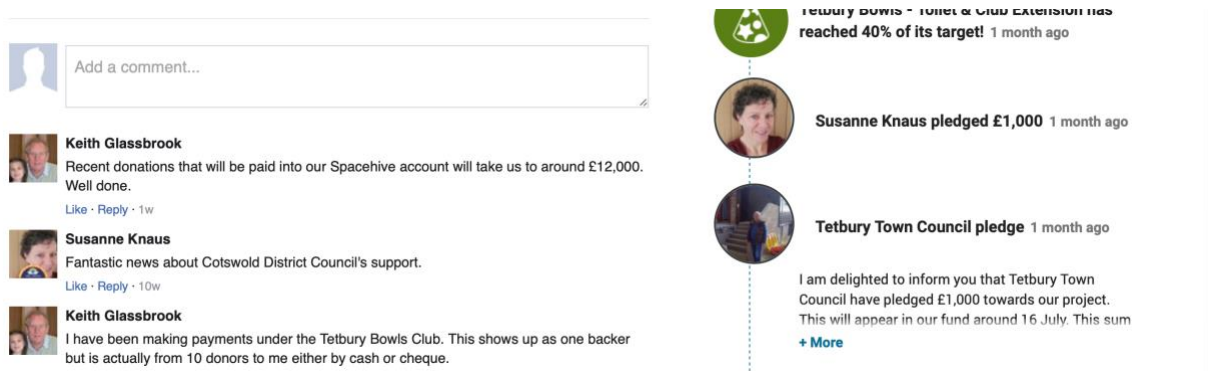 Add a comment...
Keith Glassbrook
Recent donations that will be paid into our Spacehive account will take us to around £12,000.
Well done.
Like · Reply · 1w
Susanne Knaus
Fantastic news about Cotswold District Council's support.
Like · Reply · 10w
Keith Glassbrook
I have been making payments under the Tetbury Bowls Club. This shows up as one backer
but is actually from 10 donors to me either by cash or cheque.
Tetbury Bowls - Toilet & Club Extension has
reached 40% of its target! 1 month ago
Susanne Knaus pledged £1,000 1 month ago
Tetbury Town Council pledge 1 month ago
I am delighted to inform you that Tetbury Town
Council have pledged £1,000 towards our project.
This will appear in our fund around 16 July. This sum
+ More